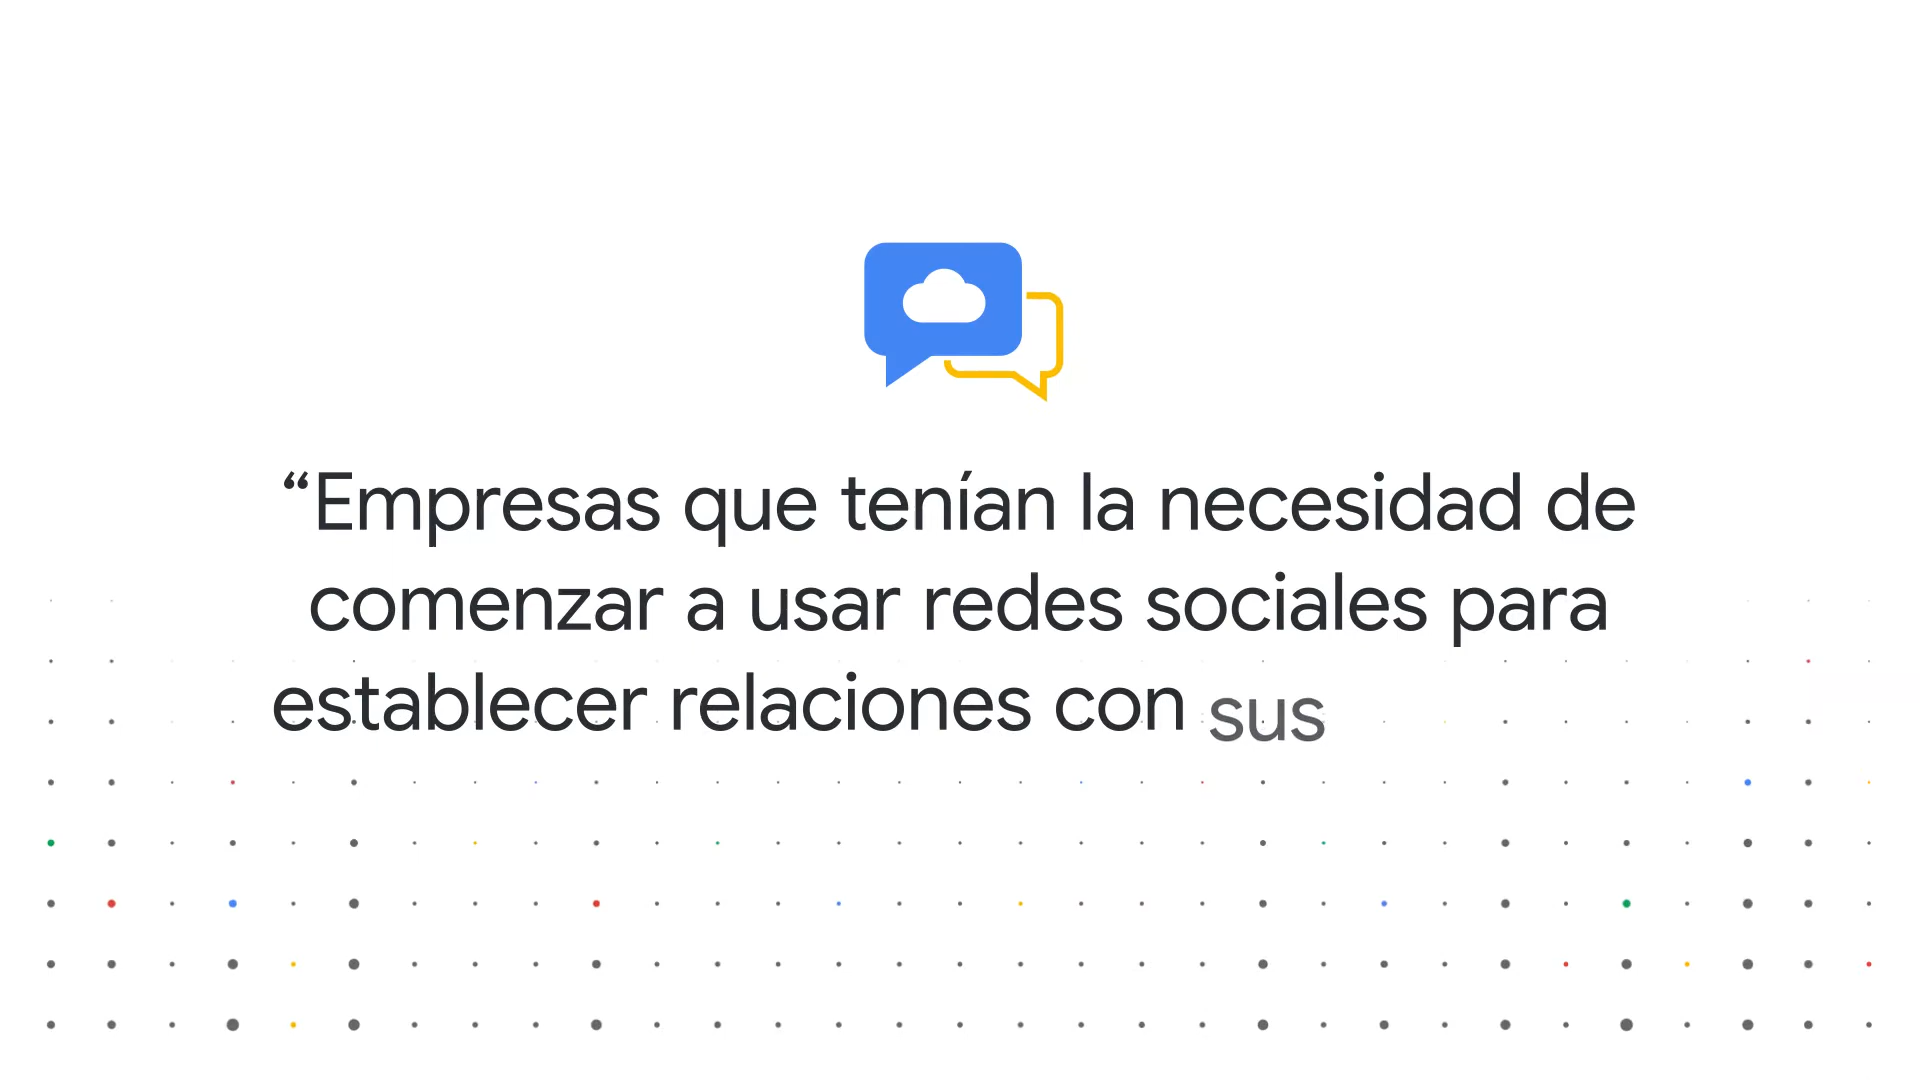 “Empresas que tenían la necesidad de
comenzar a usar redes sociales para
establecer relaciones con sus